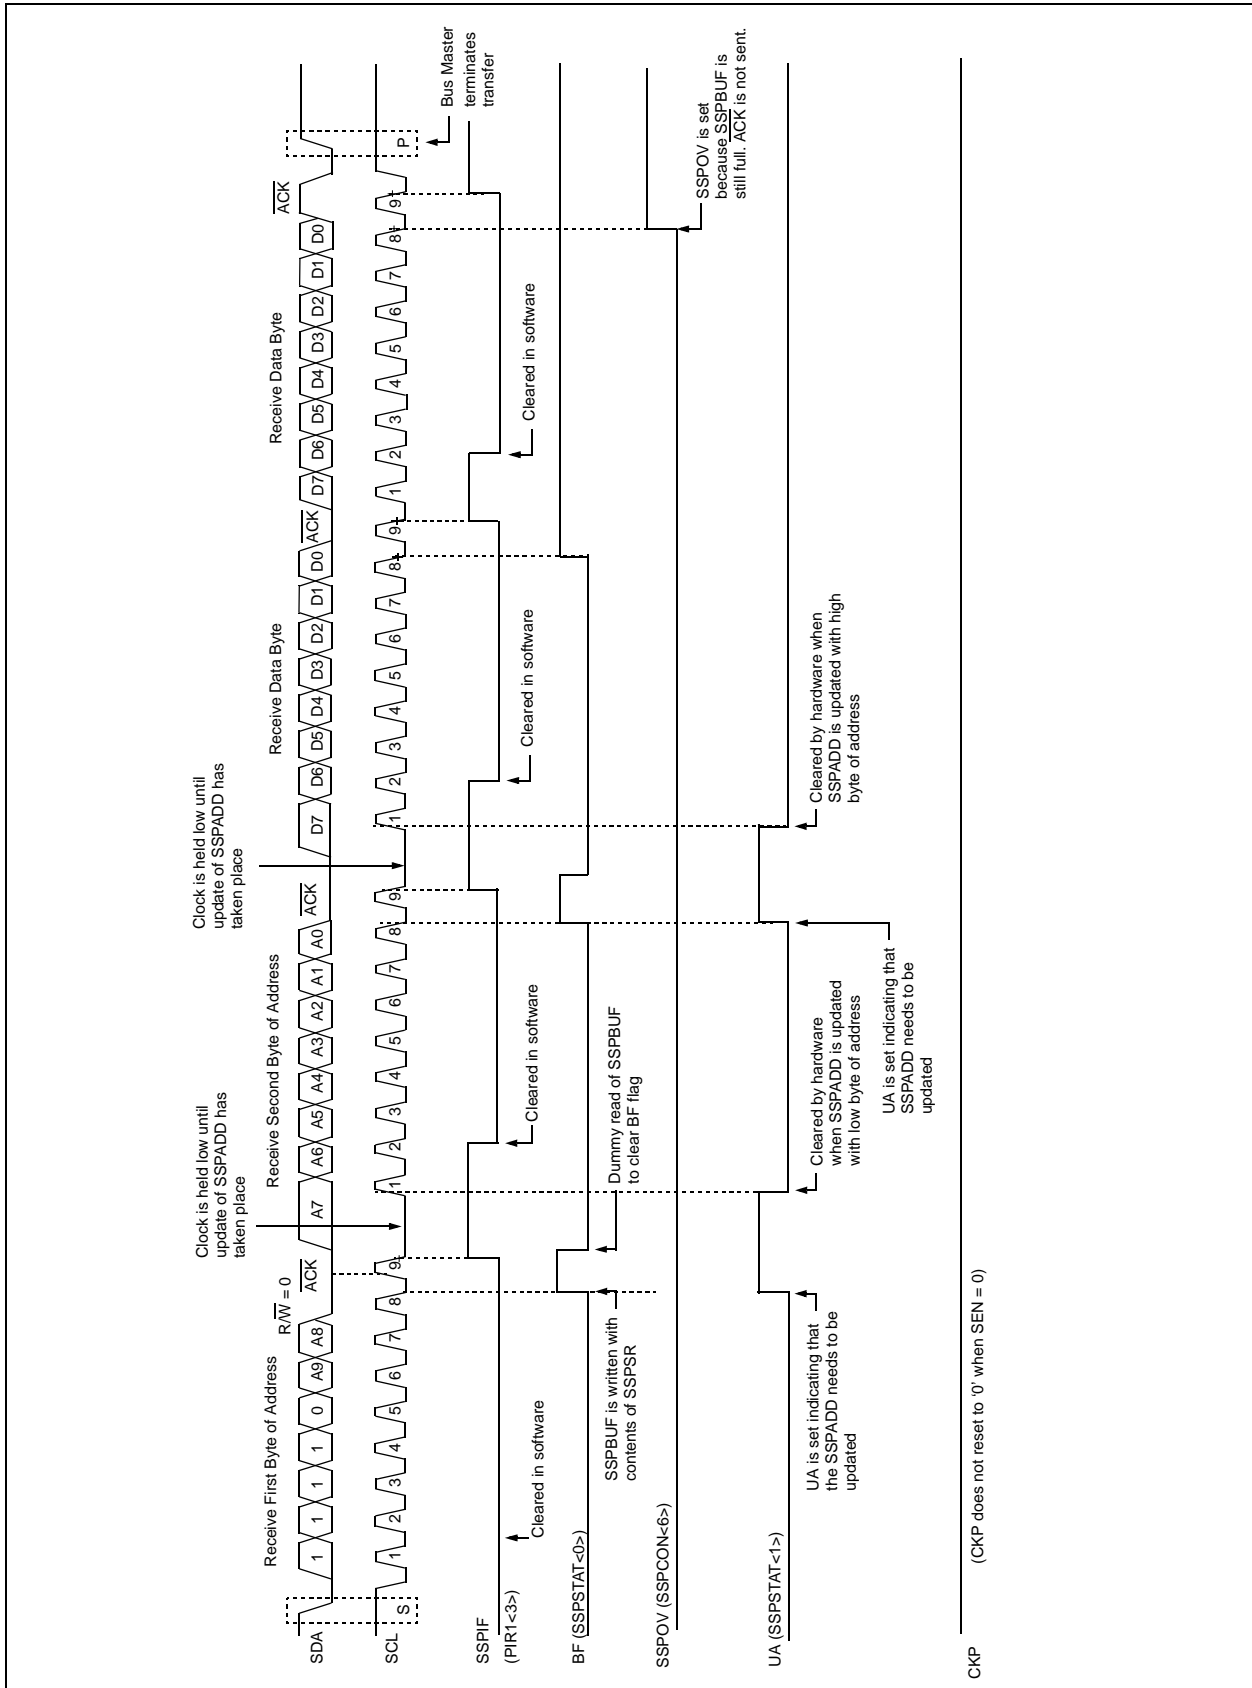 Receive First Byte of Address
R/W = 0
ACK
Clock is held low until
update of SSPADD has
taken place
Receive Second Byte of Address
ACK
Clock is held low until
update of SSPADD has
taken place
Receive Data Byte
ACK
Receive Data Byte
ACK
SDA
1 1 1 1 0 A9 A8
A7 A6 A5 A4 A3 A2 A1 A0
D7 D6 D5 D4 D3 D2 D1 D0
D7 D6 D5 D4 D3 D2 D1 D0
SCL
S
1 2 3 4 5 6 7 8 9
1 2 3 4 5 6 7 8 9
1 2 3 4 5 6 7 8 9
1 2 3 4 5 6 7 8 9
P
Bus Master
terminates
transfer
SSPIF
(PIR1<3>)
Cleared in software
Cleared in software
Cleared in software
Cleared in software
BF (SSPSTAT<0>)
SSPBUF is written with
contents of SSPSR
Dummy read of SSPBUF
to clear BF flag
SSPOV (SSPCON<6>)
SSPOV is set
because SSPBUF is
still full. ACK is not sent.
UA (SSPSTAT<1>)
UA is set indicating that
the SSPADD needs to be
updated
Cleared by hardware
when SSPADD is updated
with low byte of address
UA is set indicating that
SSPADD needs to be
updated
Cleared by hardware when
SSPADD is updated with high
byte of address
CKP
(CKP does not reset to ‘0’ when SEN = 0)